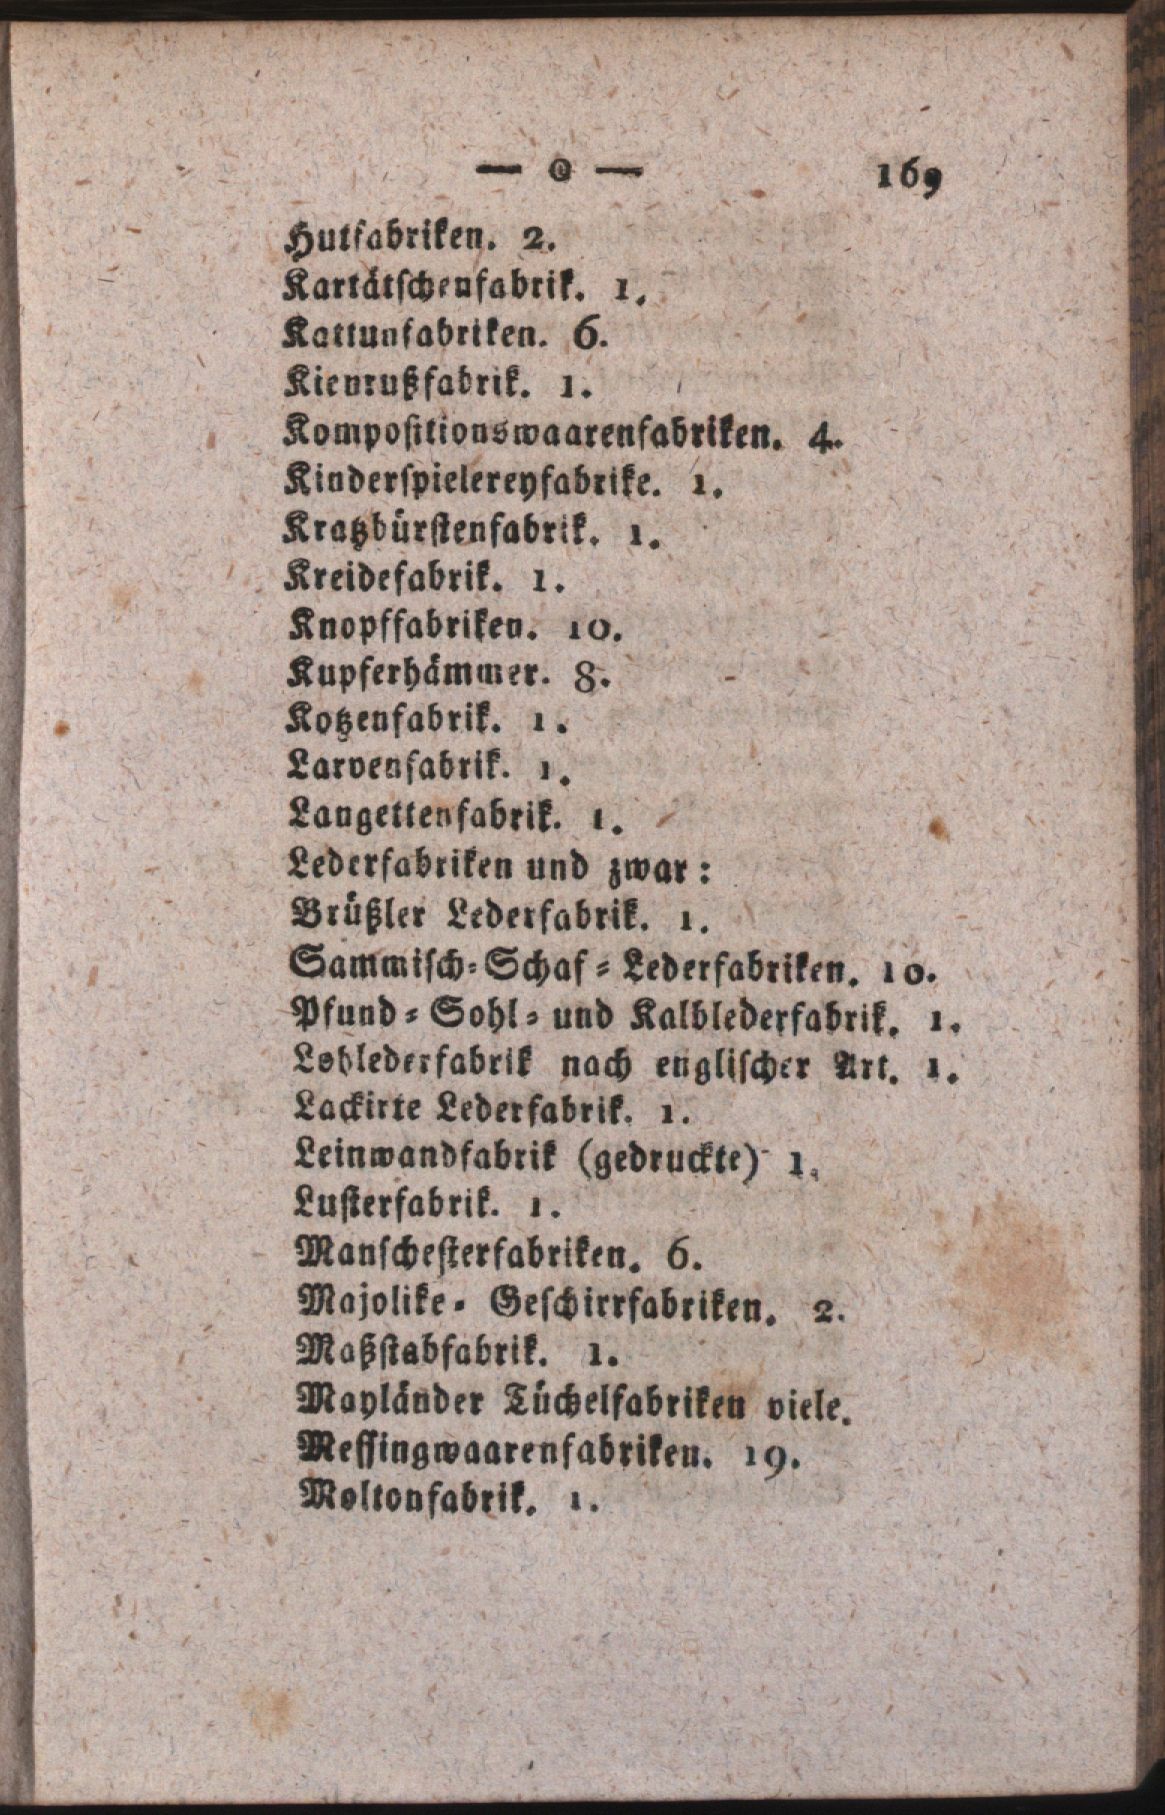 — o — 169
Hutfabriken. 2.
Kartätschenfabrik. 1.
Kattunfabriken. 6.
Kienrußfabrik. 1.
Kompositionswaarenfabriken. 4.
Kinderspielereyfabrike. 1.
Kratzbürstenfabrik. 1.
Kreidefabrik. 1.
Knopffabriken. 10.
Kupferhämmer. 8.
Kotzenfabrik. 1.
Larvenfabrik. 1.
Langettenfabrik. 1.
Lederfabriken und zwar:
Brüßler Lederfabrik. 1.
Sammisch-Schaf-Lederfabriken. 10.
Pfund-Sohl- und Kalblederfabrik. 1.
Lohlederfabrik nach englischer Art. 1.
Lackirte Lederfabrik. 1.
Leinwandfabrik (gedruckte) 1.
Lusterfabrik. 1.
Manschesterfabriken. 6.
Majolike- Geschirrfabriken. 2.
Maßstabfabrik. 1.
Mayländer Tüchelfabriken viele.
Messingwaarenfabriken. 19.
Moltonfabrik. 1.